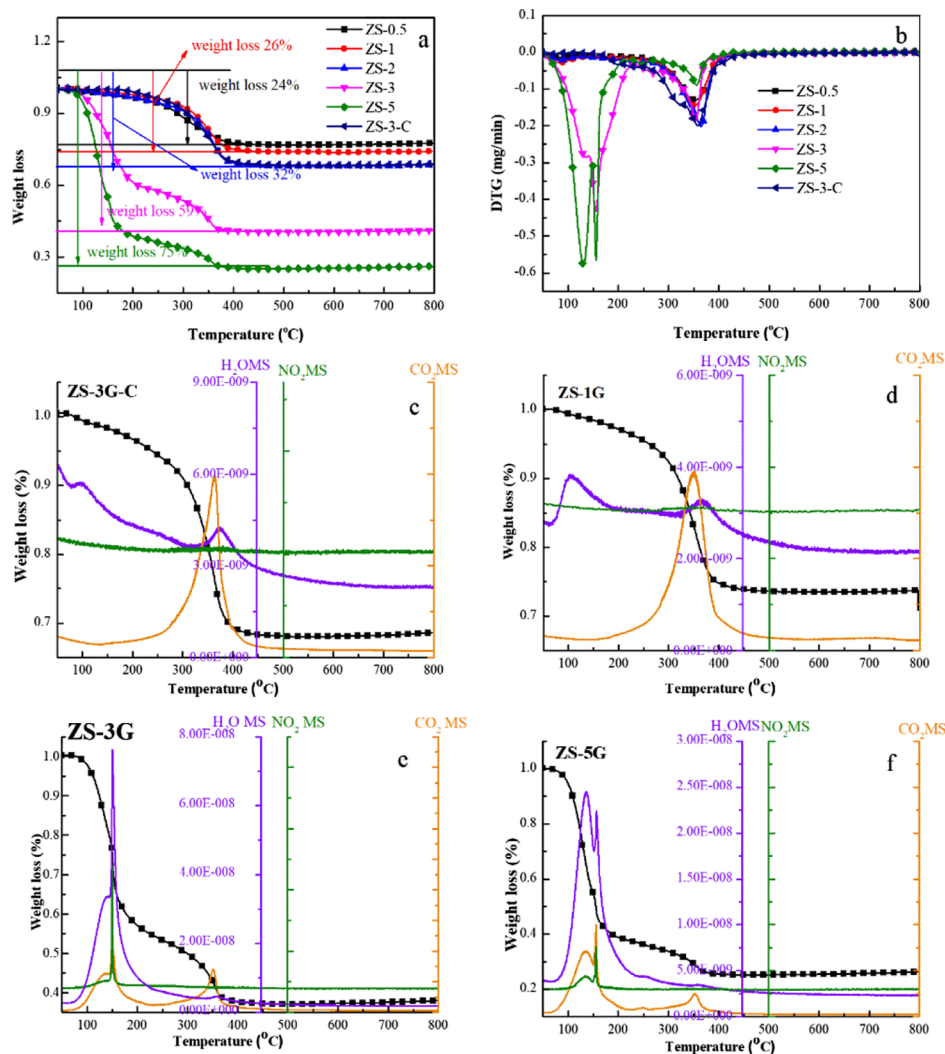 a
weight loss 26%
weight loss 24%
weight loss 32%
weight loss 59%
weight loss 75%
ZS-0.5
ZS-1
ZS-2
ZS-3
ZS-5
ZS-3-C
1.2
0.9
0.6
0.3
Weight loss
100 200 300 400 500 600 700 800
Temperature (°C)
b
ZS-0.5
ZS-1
ZS-2
ZS-3
ZS-5
ZS-3-C
0.0
-0.1
-0.2
-0.3
-0.4
-0.5
-0.6
DTG (mg/min)
100 200 300 400 500 600 700 800
Temperature (°C)
H₂OMS NO₂MS CO₂MS
ZS-3G-C
c
1.0
0.9
0.8
0.7
Weight loss (%)
9.00E-009
6.00E-009
3.00E-009
0.00E+000
100 200 300 400 500 600 700 800
Temperature (°C)
H₂OMS NO₂MS CO₂MS
ZS-1G
d
1.0
0.9
0.8
0.7
Weight loss (%)
6.00E-009
4.00E-009
2.00E-009
0.00E+000
100 200 300 400 500 600 700 800
Temperature (°C)
H₂O MS NO₂ MS CO₂ MS
ZS-3G
e
1.0
0.9
0.8
0.7
0.6
0.5
0.4
Weight loss (%)
8.00E-008
6.00E-008
4.00E-008
2.00E-008
0.00E+000
100 200 300 400 500 600 700 800
Temperature (°C)
H₂OMS NO₂MS CO₂MS
ZS-5G
f
1.0
0.8
0.6
0.4
0.2
Weight loss (%)
3.00E-008
2.50E-008
2.00E-008
1.50E-008
1.00E-008
5.00E-009
0.00E+000
100 200 300 400 500 600 700 800
Temperature (°C)